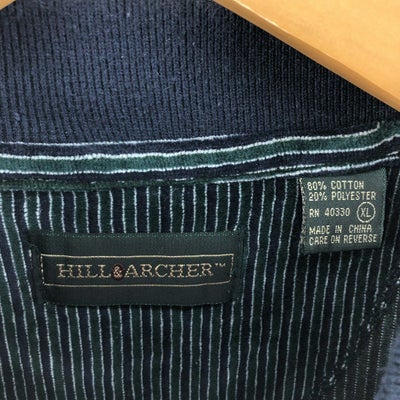 80% COTTON
20% POLYESTER
RN 40330 XL
MADE IN CHINA
CARE ON REVERSE
HILL & ARCHER™